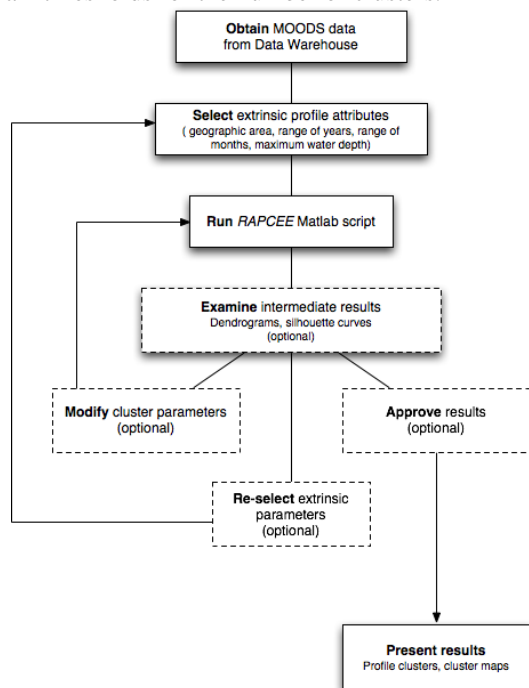 Obtain MOODS data
from Data Warehouse
Select extrinsic profile attributes
( geographic area, range of years, range of
months, maximum water depth)
Run RAPCEE Matlab script
Examine intermediate results
Dendrograms, silhouette curves
(optional)
Modify cluster parameters
(optional)
Approve results
(optional)
Re-select extrinsic
parameters
(optional)
Present results
Profile clusters, cluster maps